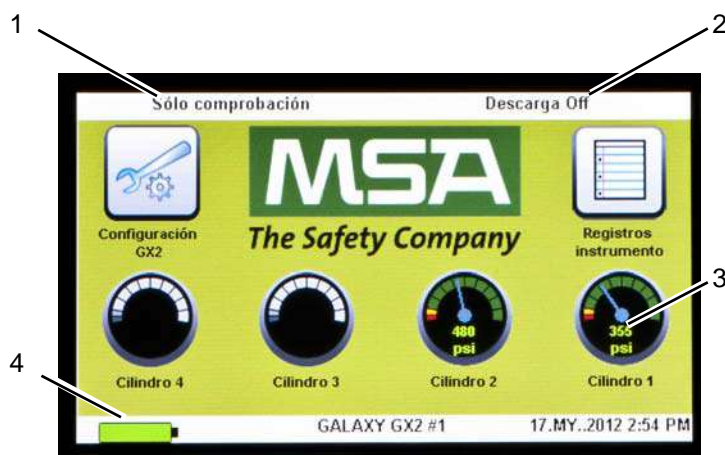 1
2
Sólo comprobación
Descarga Off
MSA
The Safety Company
Configuración
GX2
Registros
instrumento
480
psi
355
psi
3
Cilindro 4
Cilindro 3
Cilindro 2
Cilindro 1
4
GALAXY GX2 #1
17.MY..2012 2:54 PM